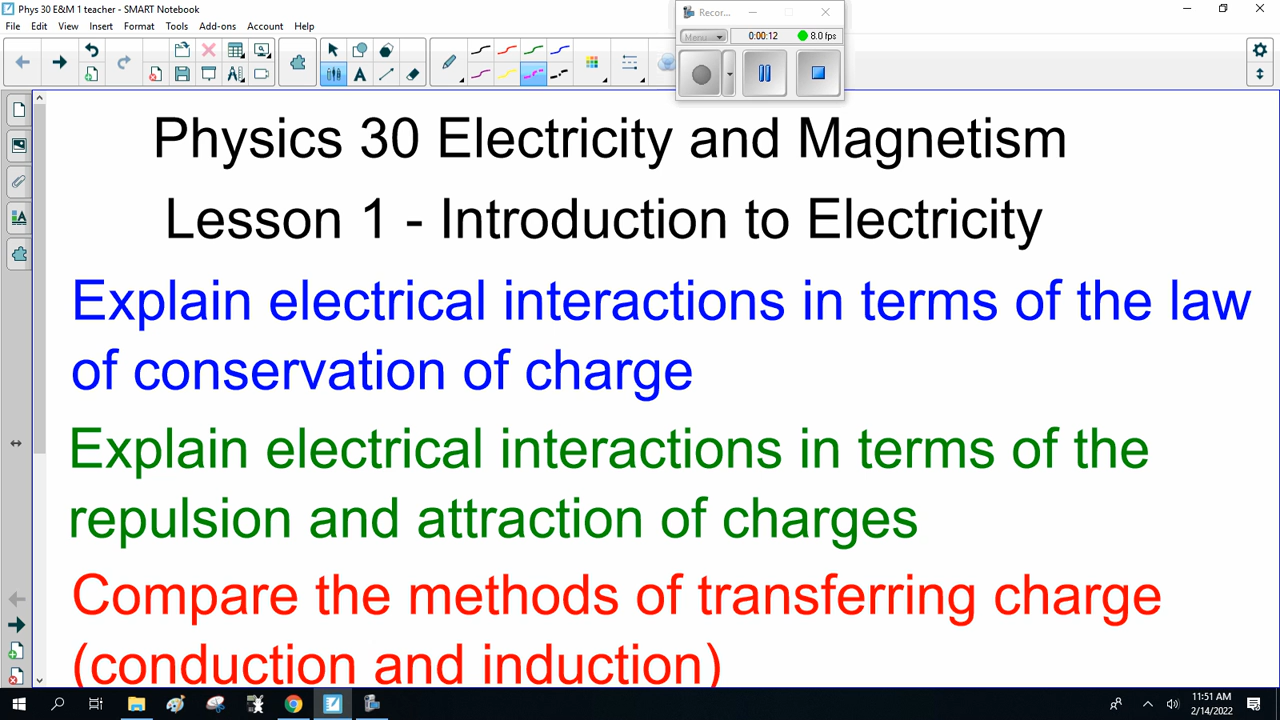 Phys 30 E&M 1 teacher - SMART Notebook
Recor...
File Edit View Insert Format Tools Add-ons Account Help
Menu 0:00:12 8.0 fps
Physics 30 Electricity and Magnetism
Lesson 1 - Introduction to Electricity
Explain electrical interactions in terms of the law
of conservation of charge
Explain electrical interactions in terms of the
repulsion and attraction of charges
Compare the methods of transferring charge
(conduction and induction)
11:51 AM
2/14/2022